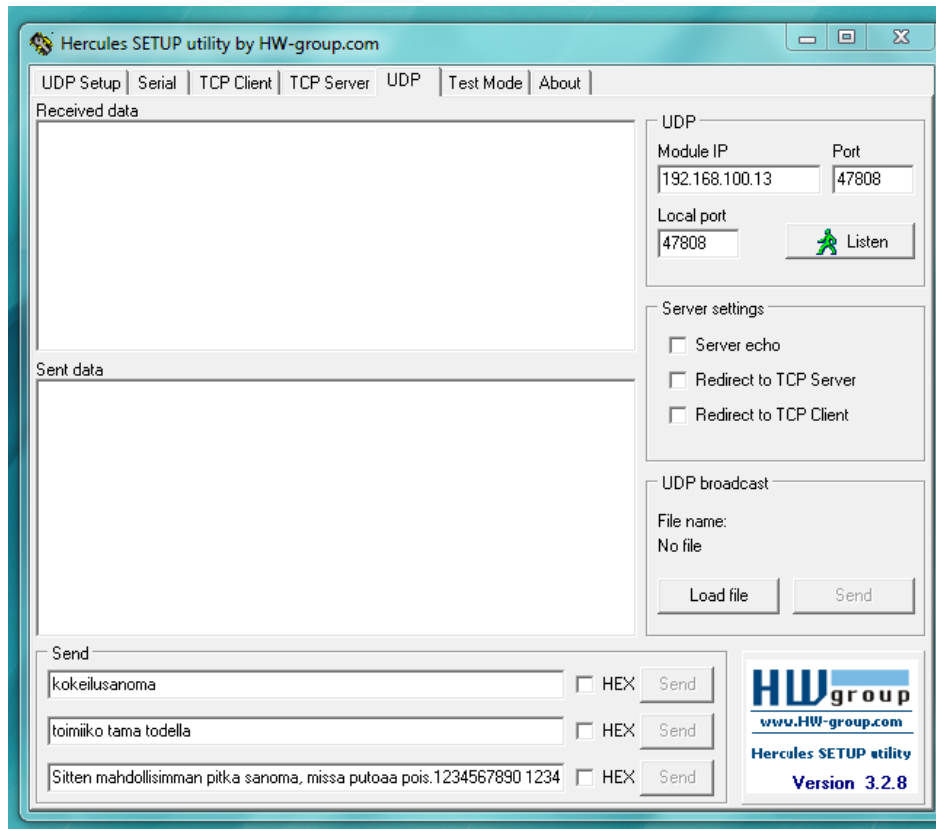 Hercules SETUP utility by HW-group.com
UDP Setup Serial TCP Client TCP Server UDP Test Mode About
Received data
UDP
Module IP Port
192.168.100.13 47808
Local port
47808 Listen
Server settings
Server echo
Redirect to TCP Server
Redirect to TCP Client
Sent data
UDP broadcast
File name:
No file
Load file Send
Send
kokeilusanoma HEX Send
toimiiko tama todella HEX Send
Sitten mahdollisimman pitka sanoma, missa putoaa pois.1234567890 1234 HEX Send
HW group
www.HW-group.com
Hercules SETUP utility
Version 3.2.8